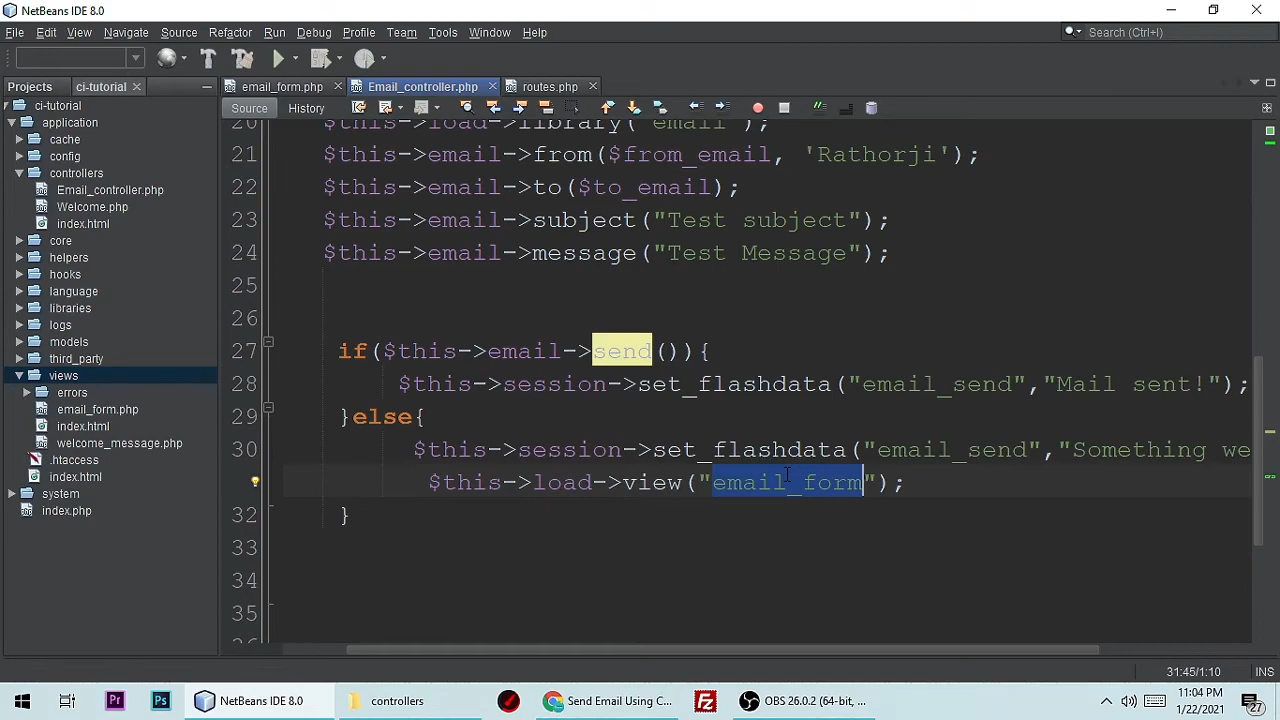 NetBeans IDE 8.0
File Edit View Navigate Source Refactor Run Debug Profile Team Tools Window Help
Search (Ctrl+I)
Projects ci-tutorial
email_form.php Email_controller.php routes.php
Source History
ci-tutorial
application
cache
config
controllers
Email_controller.php
Welcome.php
index.html
core
helpers
hooks
language
libraries
logs
models
third_party
views
errors
email_form.php
index.html
welcome_message.php
.htaccess
index.html
system
index.php
20 $this->load->library('email');
21 $this->email->from($from_email, 'Rathorji');
22 $this->email->to($to_email);
23 $this->email->subject("Test subject");
24 $this->email->message("Test Message");
25
26
27 if($this->email->send()){
28 $this->session->set_flashdata("email_send","Mail sent!");
29 }else{
30 $this->session->set_flashdata("email_send","Something we
$this->load->view("email_form");
32 }
33
34
35
31:45/1:10 INS
NetBeans IDE 8.0
controllers
Send Email Using C...
OBS 26.0.2 (64-bit, ...
11:04 PM
1/22/2021
27